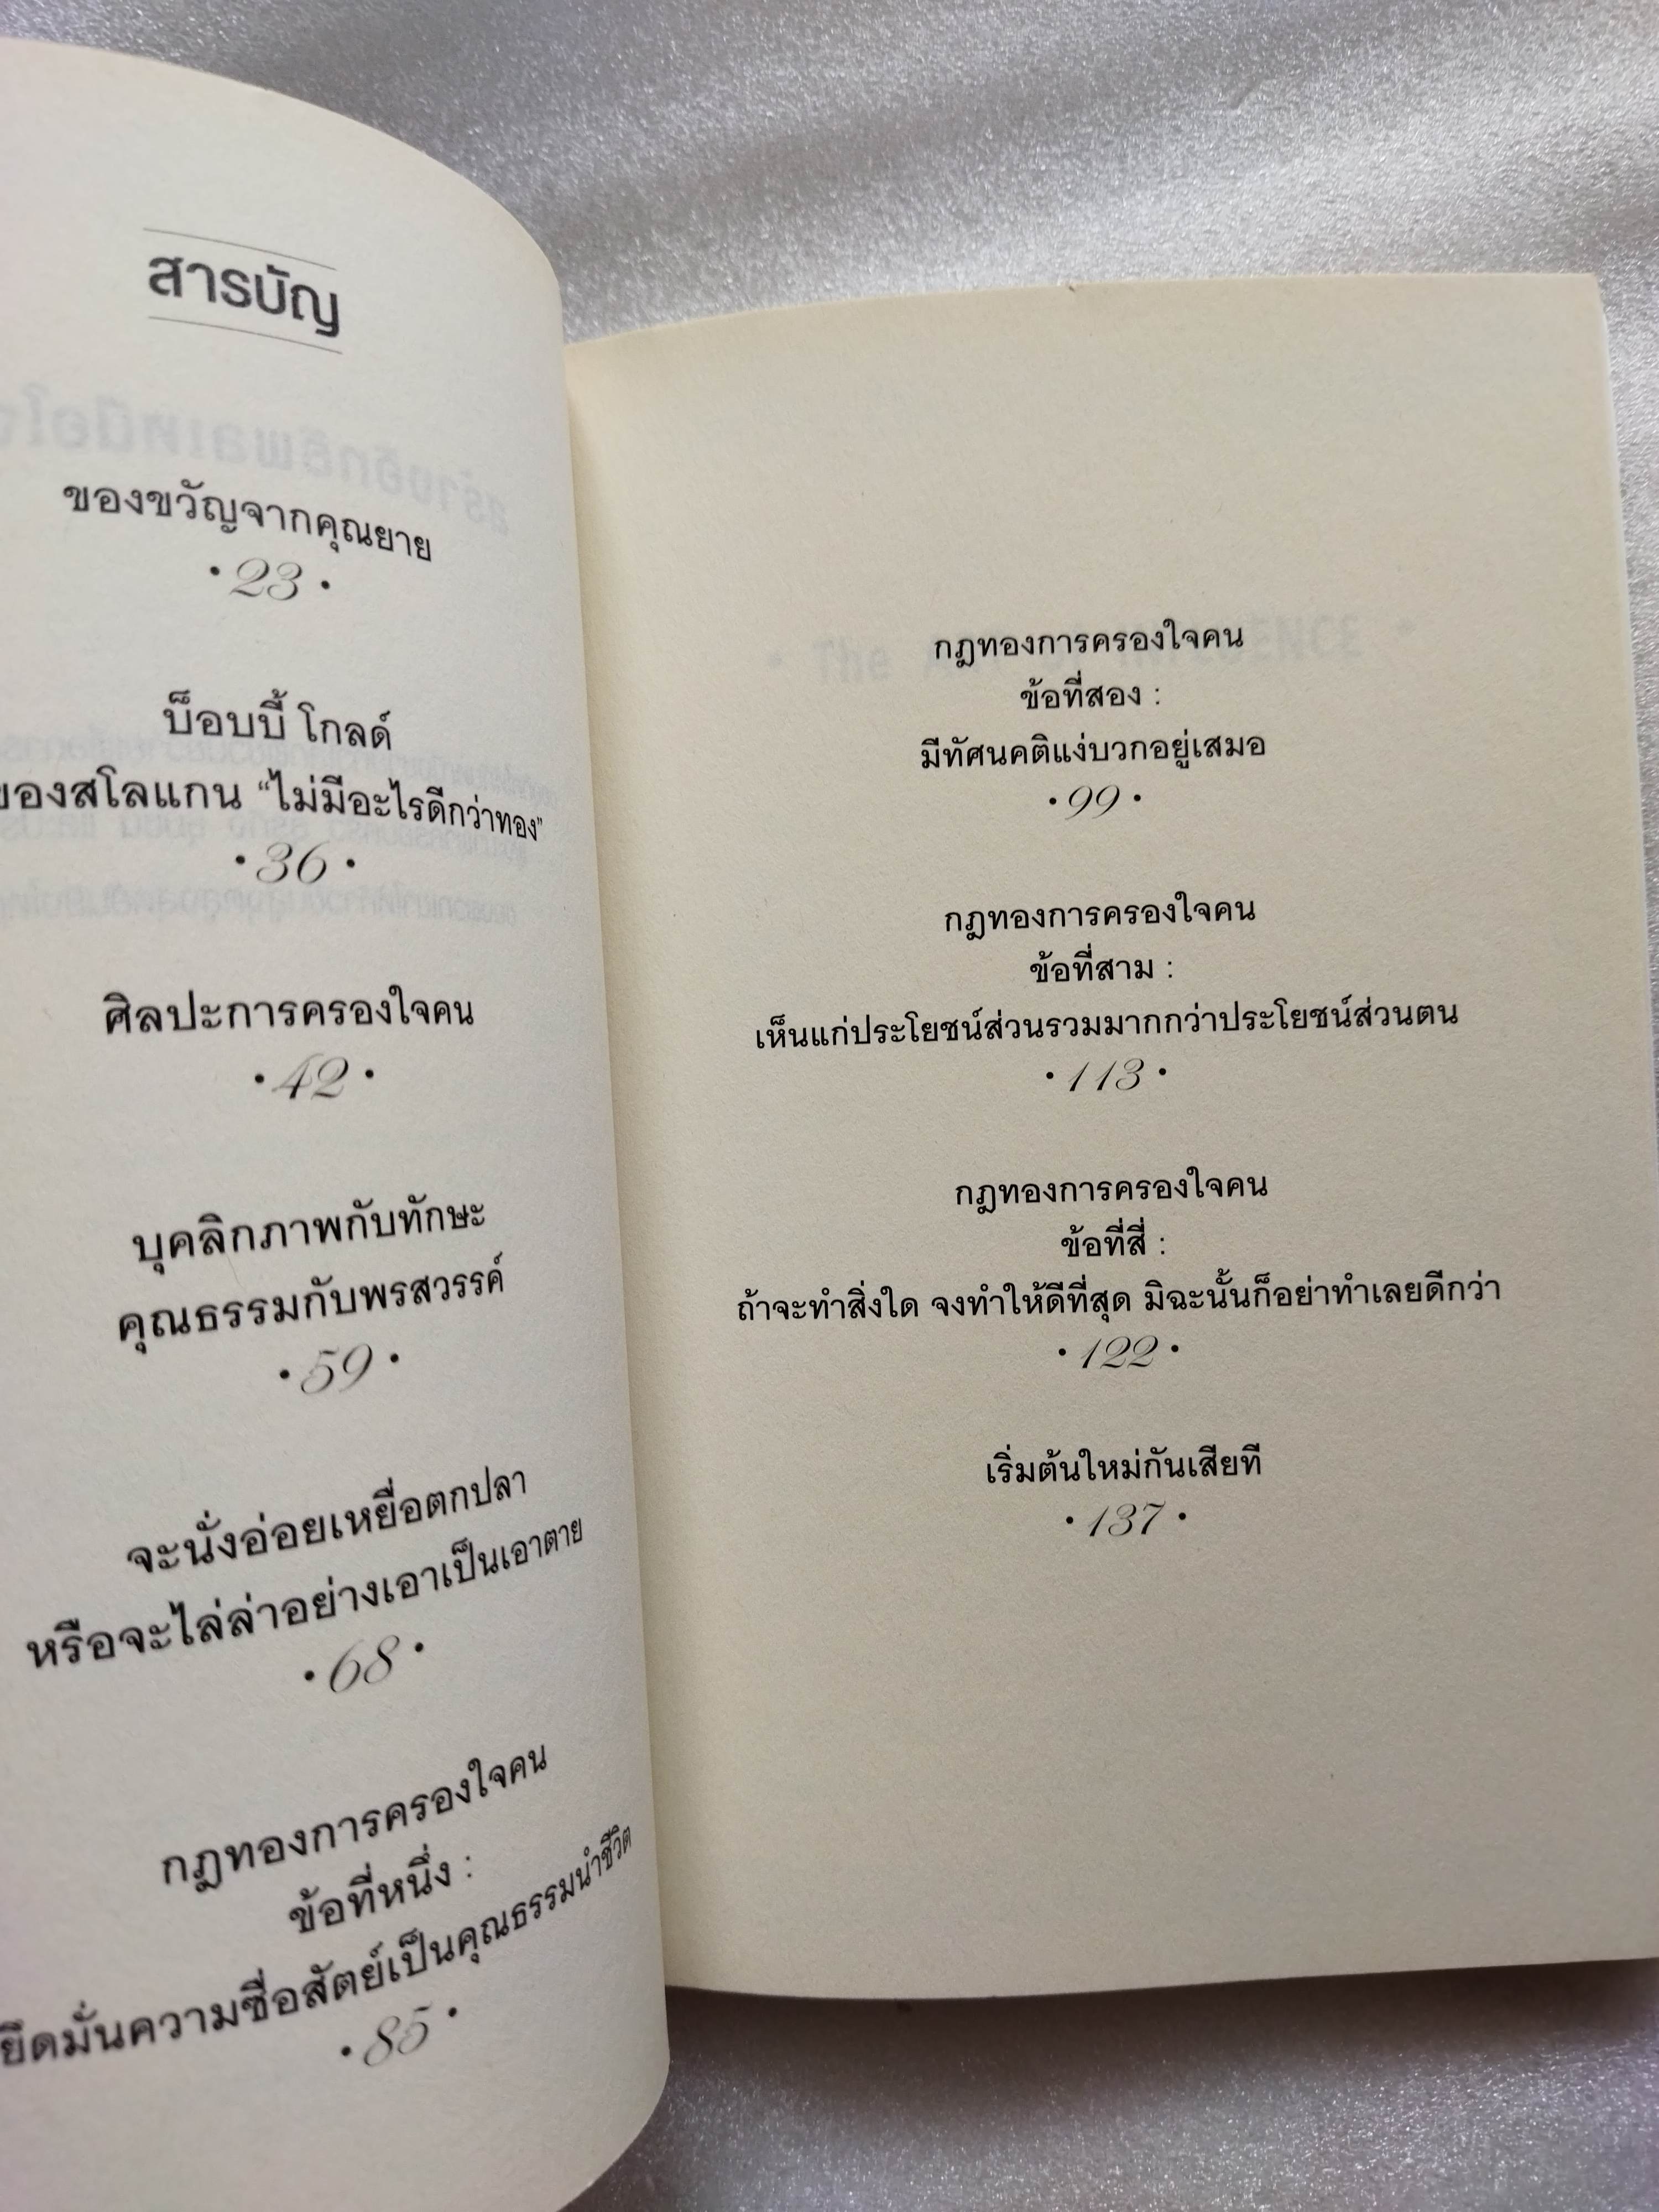 สารบัญ
ของขวัญจากคุณยาย
• 23 •
บ็อบบี้ โกลด์
ของสโลแกน “ไม่มีอะไรดีกว่าทอง”
• 36 •
ศิลปะการครองใจคน
• 42 •
บุคลิกภาพกับทักษะ
คุณธรรมกับพรสวรรค์
• 59 •
จะนั่งอ่อยเหยื่อตกปลา
หรือจะไล่ล่าอย่างเอาเป็นเอาตาย
• 68 •
กฎทองการครองใจคน
ข้อที่หนึ่ง :
ยึดมั่นความซื่อสัตย์เป็นคุณธรรมนำชีวิต
• 85 •
กฎทองการครองใจคน
ข้อที่สอง :
มีทัศนคติแง่บวกอยู่เสมอ
• 99 •
กฎทองการครองใจคน
ข้อที่สาม :
เห็นแก่ประโยชน์ส่วนรวมมากกว่าประโยชน์ส่วนตน
• 113 •
กฎทองการครองใจคน
ข้อที่สี่ :
ถ้าจะทำสิ่งใด จงทำให้ดีที่สุด มิฉะนั้นก็อย่าทำเลยดีกว่า
• 122 •
เริ่มต้นใหม่กันเสียที
• 137 •